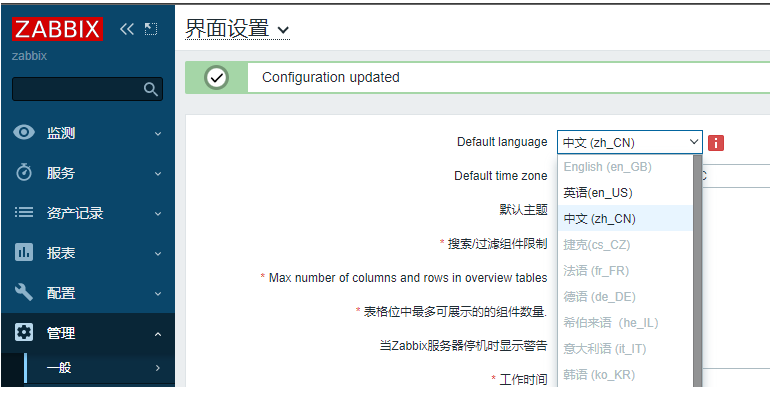 ZABBIX
zabbix
监测
服务
资产记录
报表
配置
管理
一般
界面设置
Configuration updated
Default language 中文 (zh_CN)
Default time zone
默认主题
* 搜索/过滤组件限制
* Max number of columns and rows in overview tables
* 表格位中最多可展示的的组件数量.
当Zabbix服务器停机时显示警告
* 工作时间
English (en_GB)
英语(en_US)
中文 (zh_CN)
捷克(cs_CZ)
法语 (fr_FR)
德语 (de_DE)
希伯来语（he_IL)
意大利语 (it_IT)
韩语 (ko_KR)